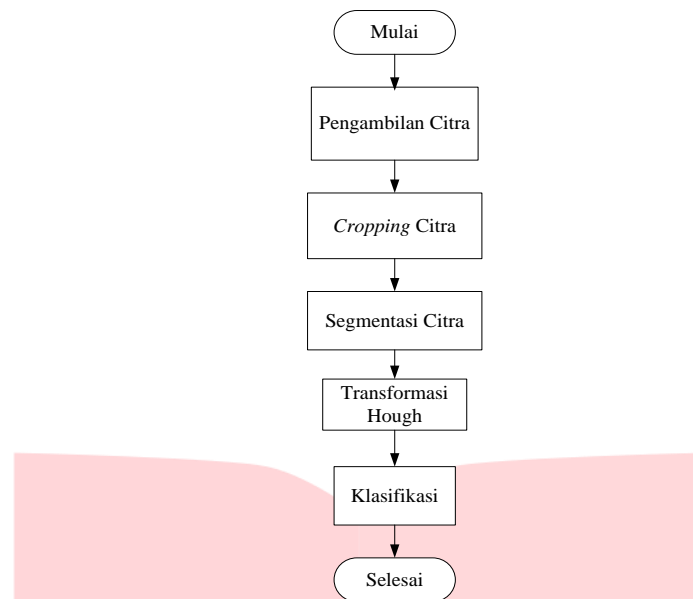 Mulai
Pengambilan Citra
Cropping Citra
Segmentasi Citra
Transformasi
Hough
Klasifikasi
Selesai